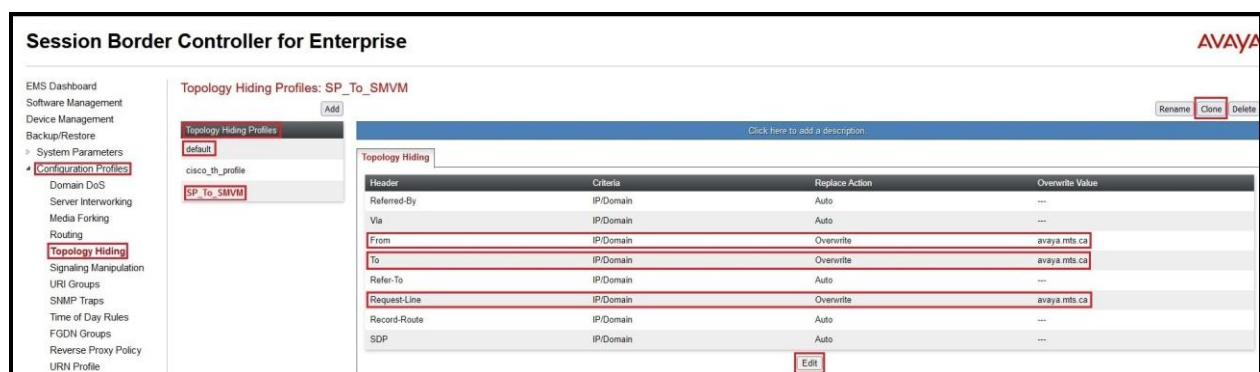 Session Border Controller for Enterprise
AVAYA
EMS Dashboard
Software Management
Device Management
Backup/Restore
System Parameters
Configuration Profiles
Domain DoS
Server Interworking
Media Forking
Routing
Topology Hiding
Signaling Manipulation
URI Groups
SNMP Traps
Time of Day Rules
FGDN Groups
Reverse Proxy Policy
URN Profile
Topology Hiding Profiles: SP_To_SMVM
Add
Rename Clone Delete
Topology Hiding Profiles
default
cisco_th_profile
SP_To_SMVM
Click here to add a description.
Topology Hiding
Header Criteria Replace Action Overwrite Value
Referred-By IP/Domain Auto ---
Via IP/Domain Auto ---
From IP/Domain Overwrite avaya.mts.ca
To IP/Domain Overwrite avaya.mts.ca
Refer-To IP/Domain Auto ---
Request-Line IP/Domain Overwrite avaya.mts.ca
Record-Route IP/Domain Auto ---
SDP IP/Domain Auto ---
Edit